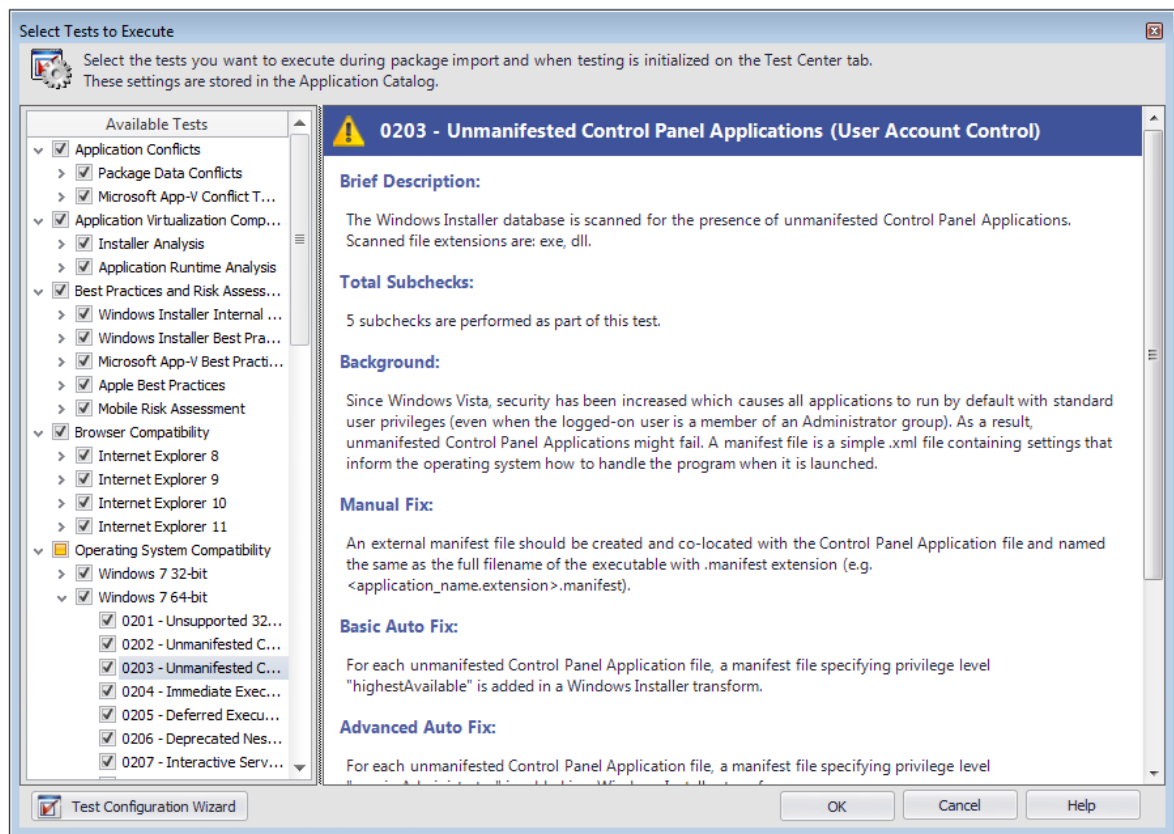 Select Tests to Execute
Select the tests you want to execute during package import and when testing is initialized on the Test Center tab.
These settings are stored in the Application Catalog.
Available Tests
Application Conflicts
Package Data Conflicts
Microsoft App-V Conflict T...
Application Virtualization Comp...
Installer Analysis
Application Runtime Analysis
Best Practices and Risk Assess...
Windows Installer Internal ...
Windows Installer Best Pra...
Microsoft App-V Best Practi...
Apple Best Practices
Mobile Risk Assessment
Browser Compatibility
Internet Explorer 8
Internet Explorer 9
Internet Explorer 10
Internet Explorer 11
Operating System Compatibility
Windows 7 32-bit
Windows 7 64-bit
0201 - Unsupported 32...
0202 - Unmanifested C...
0203 - Unmanifested C...
0204 - Immediate Exec...
0205 - Deferred Execu...
0206 - Deprecated Nes...
0207 - Interactive Serv...
0203 - Unmanifested Control Panel Applications (User Account Control)
Brief Description:
The Windows Installer database is scanned for the presence of unmanifested Control Panel Applications.
Scanned file extensions are: exe, dll.
Total Subchecks:
5 subchecks are performed as part of this test.
Background:
Since Windows Vista, security has been increased which causes all applications to run by default with standard
user privileges (even when the logged-on user is a member of an Administrator group). As a result,
unmanifested Control Panel Applications might fail. A manifest file is a simple .xml file containing settings that
inform the operating system how to handle the program when it is launched.
Manual Fix:
An external manifest file should be created and co-located with the Control Panel Application file and named
the same as the full filename of the executable with .manifest extension (e.g.
<application_name.extension>.manifest).
Basic Auto Fix:
For each unmanifested Control Panel Application file, a manifest file specifying privilege level
"highestAvailable" is added in a Windows Installer transform.
Advanced Auto Fix:
For each unmanifested Control Panel Application file, a manifest file specifying privilege level
Test Configuration Wizard
OK
Cancel
Help